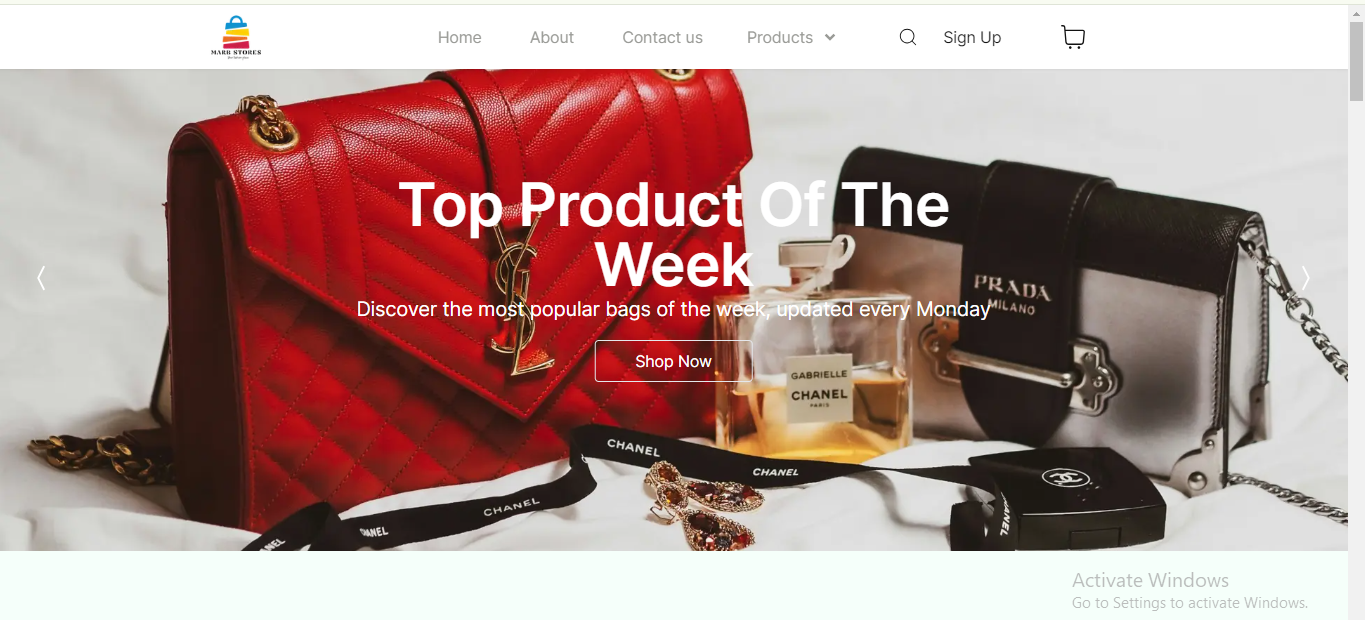 MARR STORES
Home
About
Contact us
Products
Sign Up
Top Product Of The
Week
Discover the most popular bags of the week, updated every Monday
Shop Now
YSL
PRADA
MILANO
GABRIELLE
CHANEL
PARIS
CHANEL
CHANEL
CHANEL
CHANEL
CHANEL
Activate Windows
Go to Settings to activate Windows.